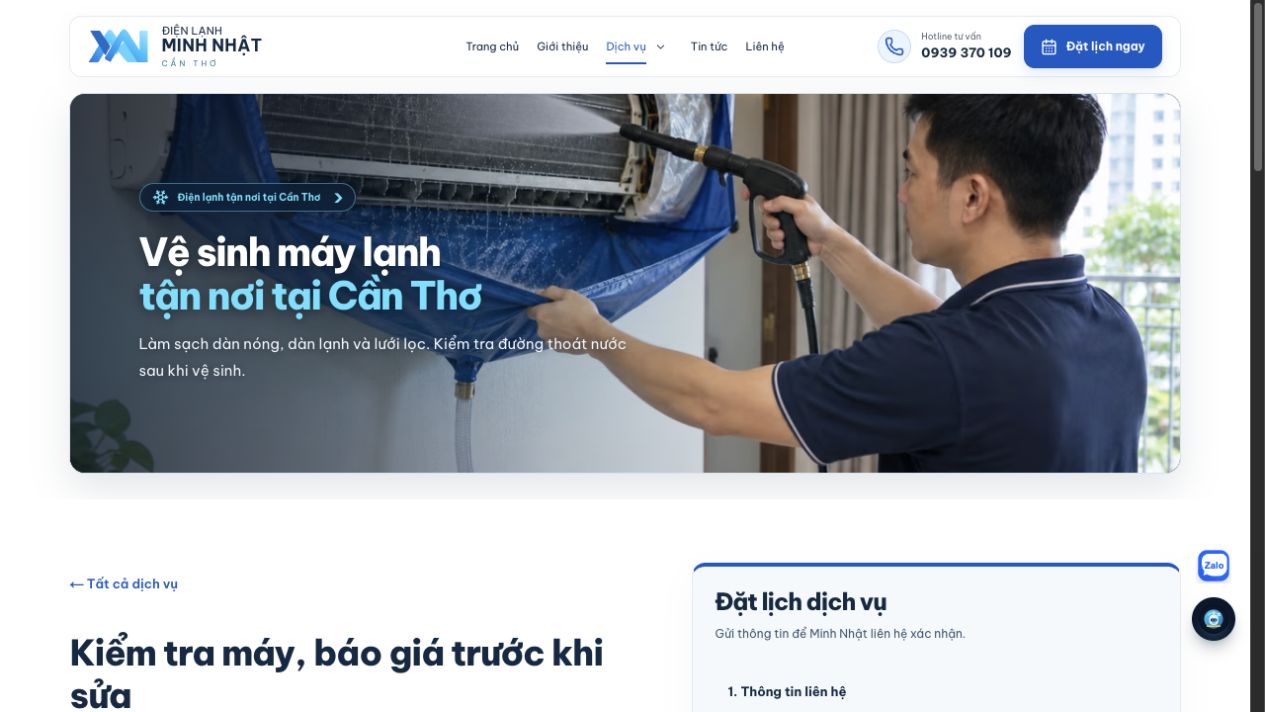 ĐIỆN LẠNH
MINH NHẬT
CẦN THƠ
Trang chủ
Giới thiệu
Dịch vụ
Tin tức
Liên hệ
Hotline tư vấn
0939 370 109
Đặt lịch ngay
Điện lạnh tận nơi tại Cần Thơ
Vệ sinh máy lạnh
tận nơi tại Cần Thơ
Làm sạch dàn nóng, dàn lạnh và lưới lọc. Kiểm tra đường thoát nước
sau khi vệ sinh.
← Tất cả dịch vụ
Kiểm tra máy, báo giá trước khi
sửa
Đặt lịch dịch vụ
Gửi thông tin để Minh Nhật liên hệ xác nhận.
1. Thông tin liên hệ
Zalo